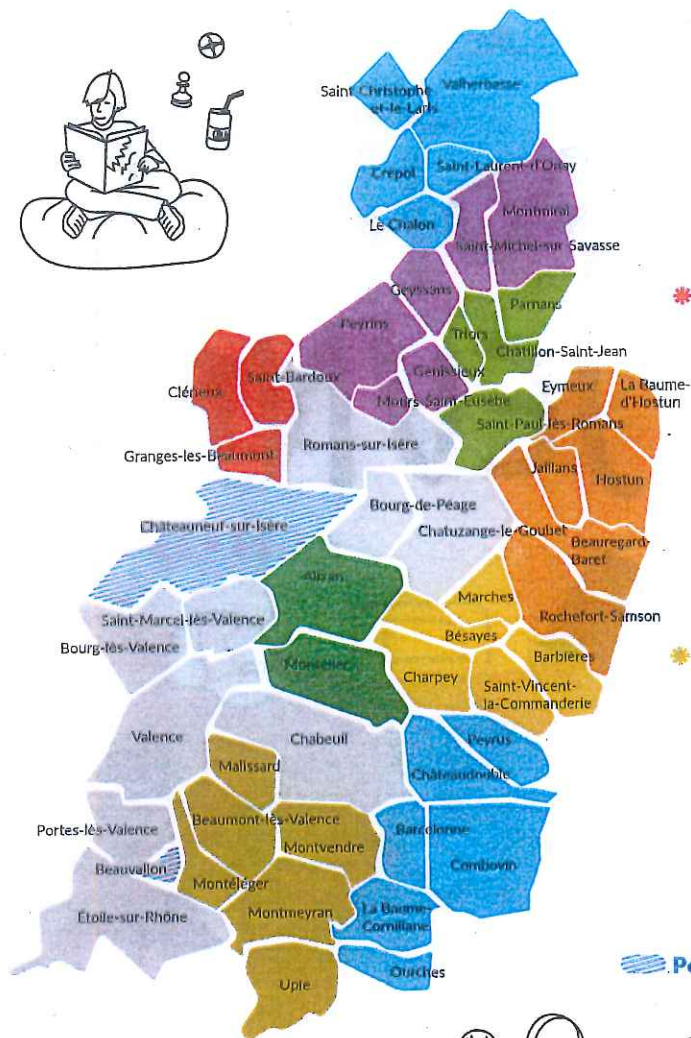 Valherbasse
Saint Christophe
et-le-Laris
Crépol
Saint-Laurent-d'Onay
Montmiral
Le Chalon
Saint-Michel-sur Savasse
Geyssans
Parnans
Peyrins
Triors
Chatillon-Saint-Jean
Génissieux
Clérieux
Saint-Bardoux
Mours-Saint-Eusèbe
Eymeux
La Baume-
d'Hostun
Saint-Paul-lès-Romans
Romans-sur-Isère
Granges-les-Beaumont
Jaillans
Hostun
Bourg-de-Péage
Châteauneuf-sur-Isère
Chatuzange-le-Goubet
Beauregard-
Baret
Alixan
Marches
Saint-Marcel-lès-Valence
Rochefort-Samson
Bésayes
Bourg-lès-Valence
Barbières
Montélier
Charpey
Saint-Vincent-
la-Commanderie
Valence
Chabeuil
Peyrus
Malissard
Châteaudouble
Beaumont-lès-Valence
Portes-lès-Valence
Barcelonne
Montvendre
Combovin
Beauvallon
Montéléger
Étoile-sur-Rhône
Montmeyran
La Baume-
Cornillane
Ourches
Upie